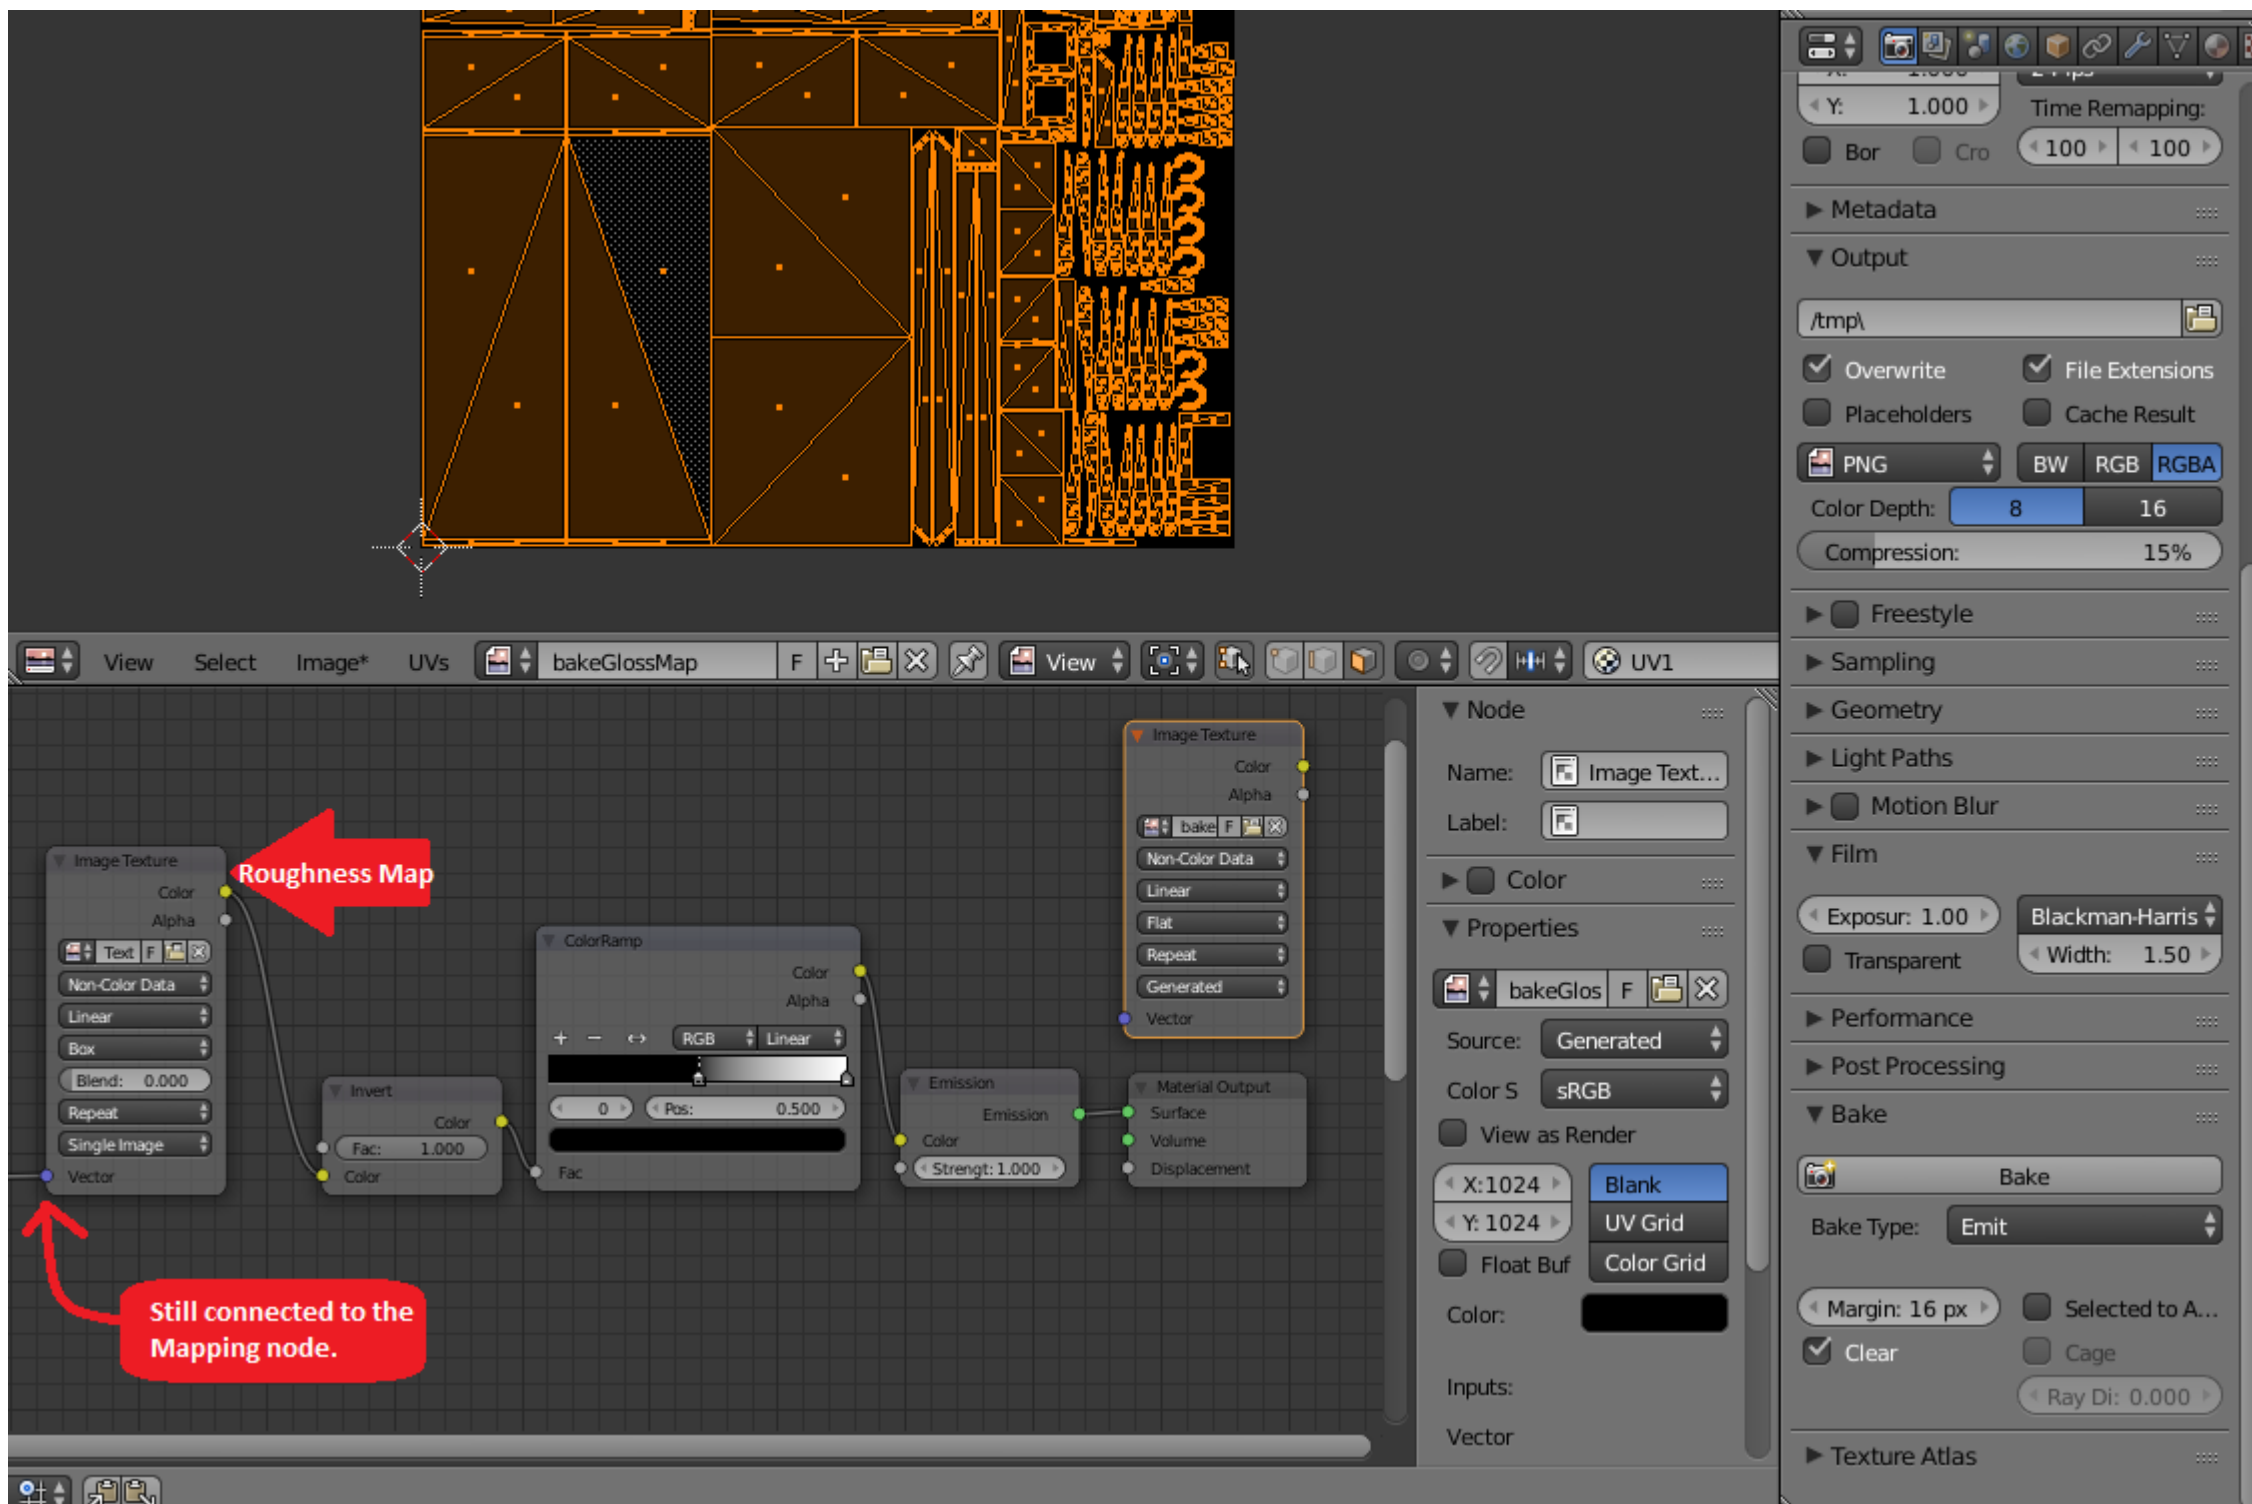 Y: 1.000
Time Remapping:
Bor
Cro
100
100
Metadata
Output
/tmp\
Overwrite
File Extensions
Placeholders
Cache Result
PNG
BW
RGB
RGBA
Color Depth:
8
16
Compression: 15%
Freestyle
Sampling
Geometry
Light Paths
Motion Blur
Film
Exposur: 1.00
Blackman-Harris
Transparent
Width: 1.50
Performance
Post Processing
Bake
Bake
Bake Type:
Emit
Margin: 16 px
Selected to A...
Clear
Cage
Ray Di: 0.000
Texture Atlas
View
Select
Image*
UVs
bakeGlossMap
F
View
UV1
Image Texture
Color
Alpha
Text
F
Non-Color Data
Linear
Box
Blend: 0.000
Repeat
Single Image
Vector
Roughness Map
Still connected to the
Mapping node.
Invert
Color
Fac: 1.000
Color
ColorRamp
Color
Alpha
RGB
Linear
0
Pos: 0.500
Fac
Emission
Emission
Color
Strengt: 1.000
Image Texture
Color
Alpha
bake
F
Non-Color Data
Linear
Flat
Repeat
Generated
Vector
Material Output
Surface
Volume
Displacement
Node
Name:
Image Text...
Label:
Color
Properties
bakeGlos
F
Source:
Generated
Color S
sRGB
View as Render
X:1024
Y: 1024
Blank
UV Grid
Color Grid
Float Buf
Color:
Inputs:
Vector